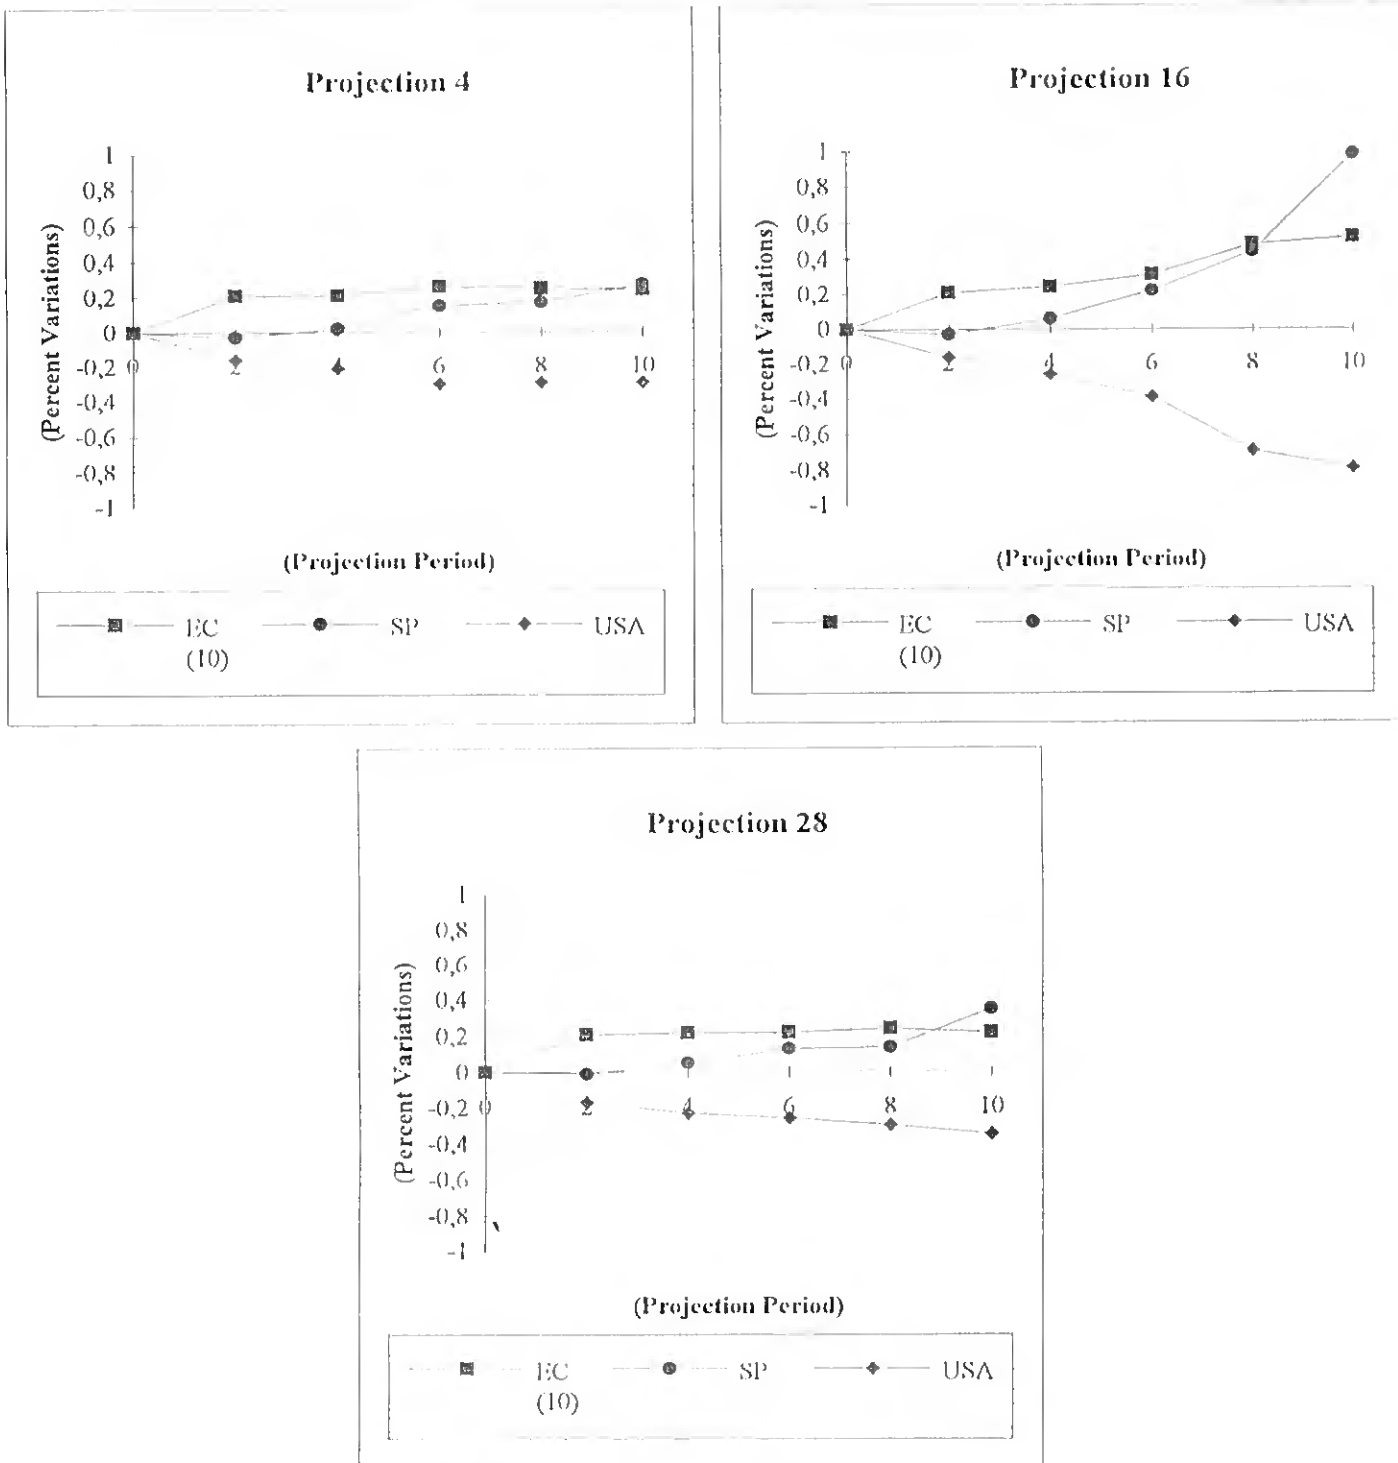 Projection 4
1
0,8
0,6
0,4
0,2
0
-0,2
-0,4
-0,6
-0,8
-1
0 2 4 6 8 10
(Percent Variations)
(Projection Period)
EC SP USA
(10)
Projection 16
1
0,8
0,6
0,4
0,2
0
-0,2
-0,4
-0,6
-0,8
-1
0 2 4 6 8 10
(Percent Variations)
(Projection Period)
EC SP USA
(10)
Projection 28
1
0,8
0,6
0,4
0,2
0
-0,2
-0,4
-0,6
-0,8
-1
0 2 4 6 8 10
(Percent Variations)
(Projection Period)
EC SP USA
(10)